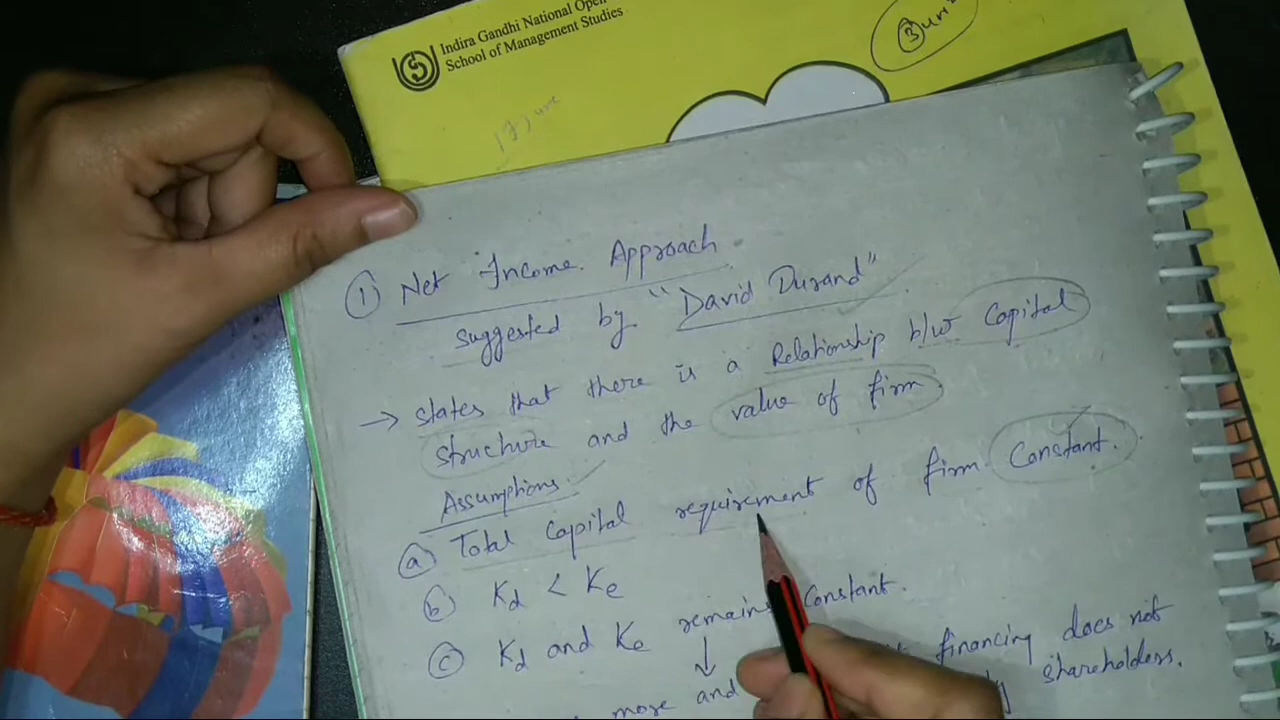 Indira Gandhi National Open
School of Management Studies
① Net Income Approach
suggested by "David Durand"
→ states that there is a Relationship b/w Capital
structure and the value of firm
Assumptions
ⓐ Total Capital requirement of firm Constant.
ⓑ Kd < Ke
ⓒ Kd and Ke remains Constant.
↓
more and financing does not
shareholders.